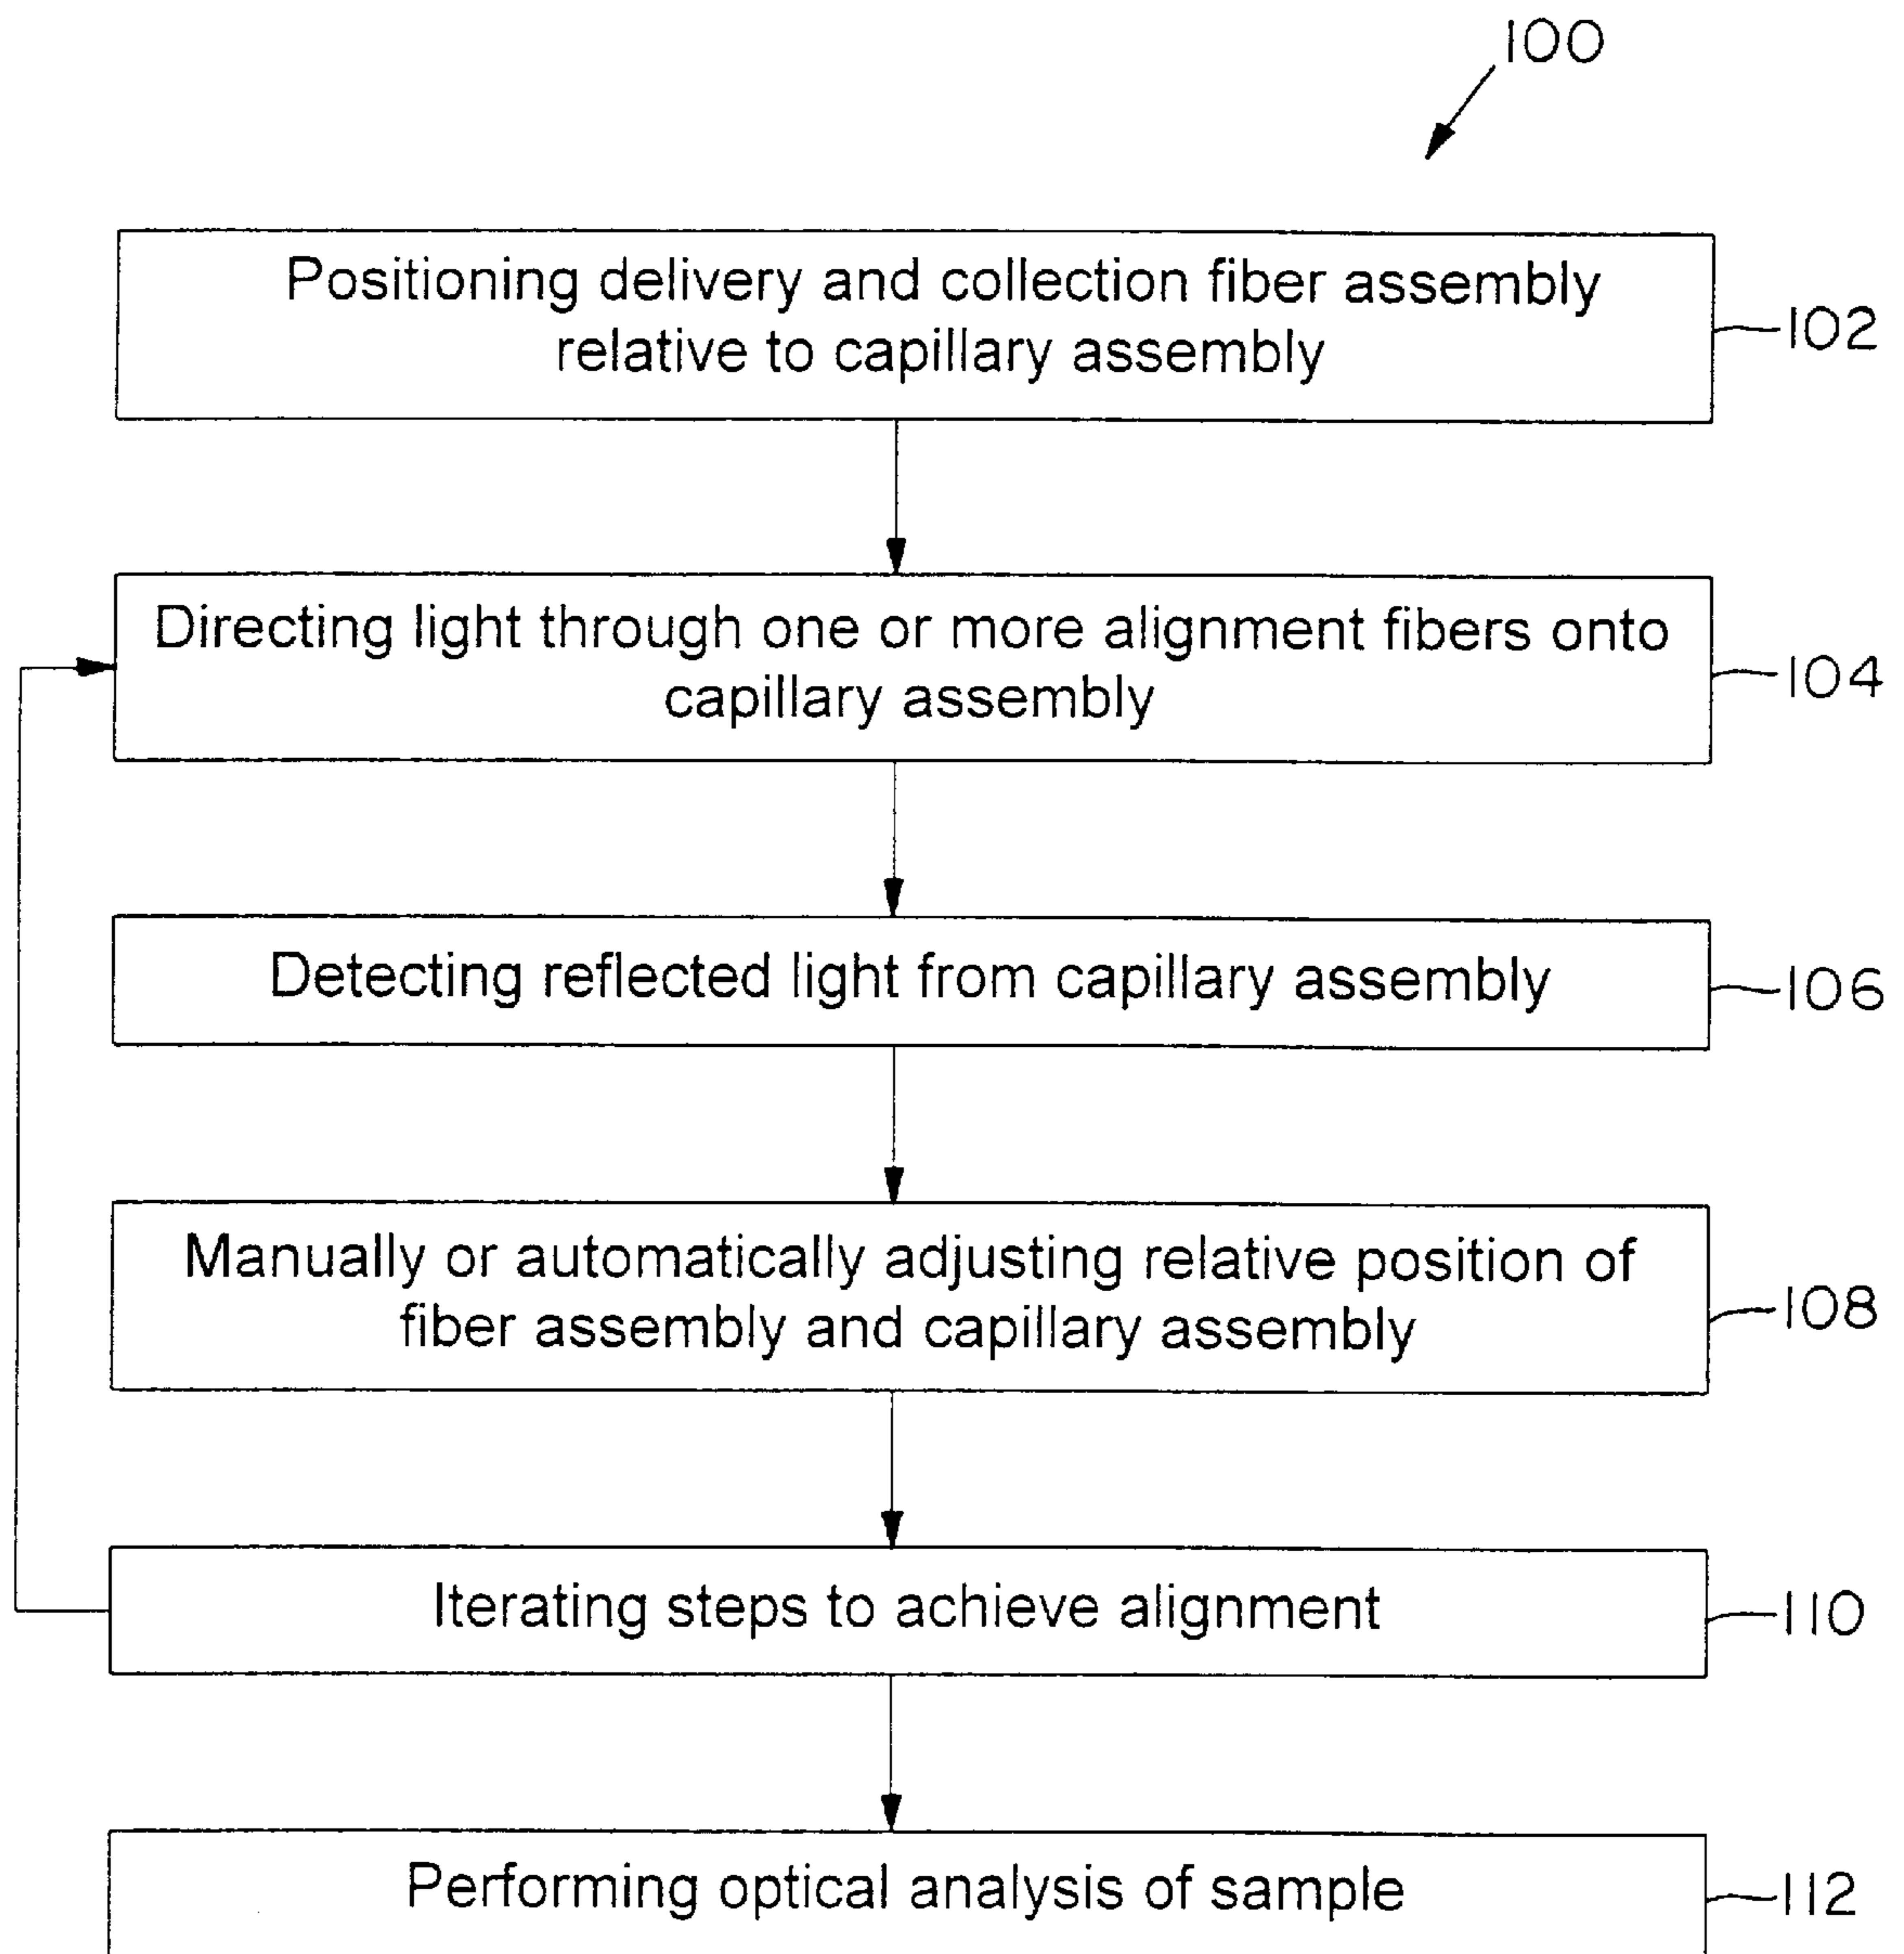 100
Positioning delivery and collection fiber assembly
relative to capillary assembly
102
Directing light through one or more alignment fibers onto
capillary assembly
104
Detecting reflected light from capillary assembly
106
Manually or automatically adjusting relative position of
fiber assembly and capillary assembly
108
Iterating steps to achieve alignment
110
Performing optical analysis of sample
112